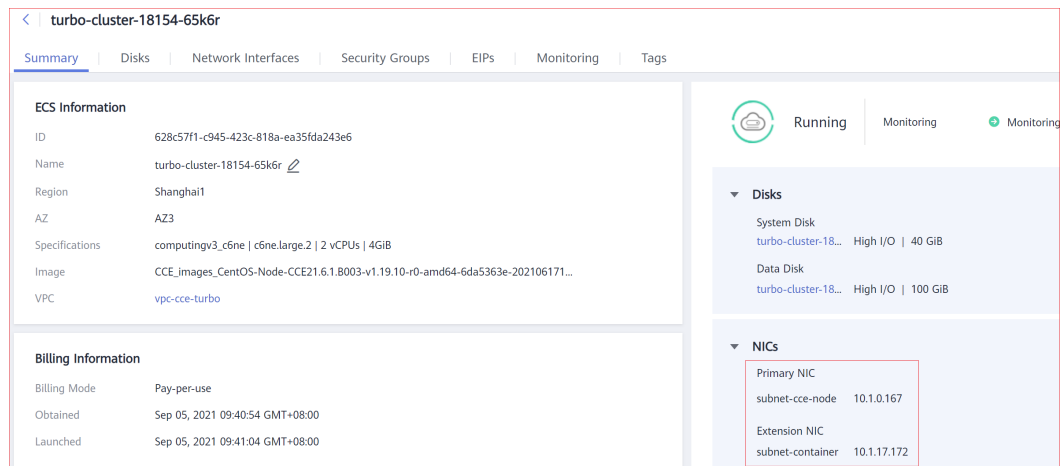 turbo-cluster-18154-65k6r
Summary Disks Network Interfaces Security Groups EIPs Monitoring Tags
ECS Information
ID 628c57f1-c945-423c-818a-ea35fda243e6
Name turbo-cluster-18154-65k6r
Region Shanghai1
AZ AZ3
Specifications computingv3_c6ne | c6ne.large.2 | 2 vCPUs | 4GiB
Image CCE_images_CentOS-Node-CCE21.6.1.B003-v1.19.10-r0-amd64-6da5363e-202106171...
VPC vpc-cce-turbo
Billing Information
Billing Mode Pay-per-use
Obtained Sep 05, 2021 09:40:54 GMT+08:00
Launched Sep 05, 2021 09:41:04 GMT+08:00
Running Monitoring Monitoring
Disks
System Disk
turbo-cluster-18... High I/O | 40 GiB
Data Disk
turbo-cluster-18... High I/O | 100 GiB
NICs
Primary NIC
subnet-cce-node 10.1.0.167
Extension NIC
subnet-container 10.1.17.172